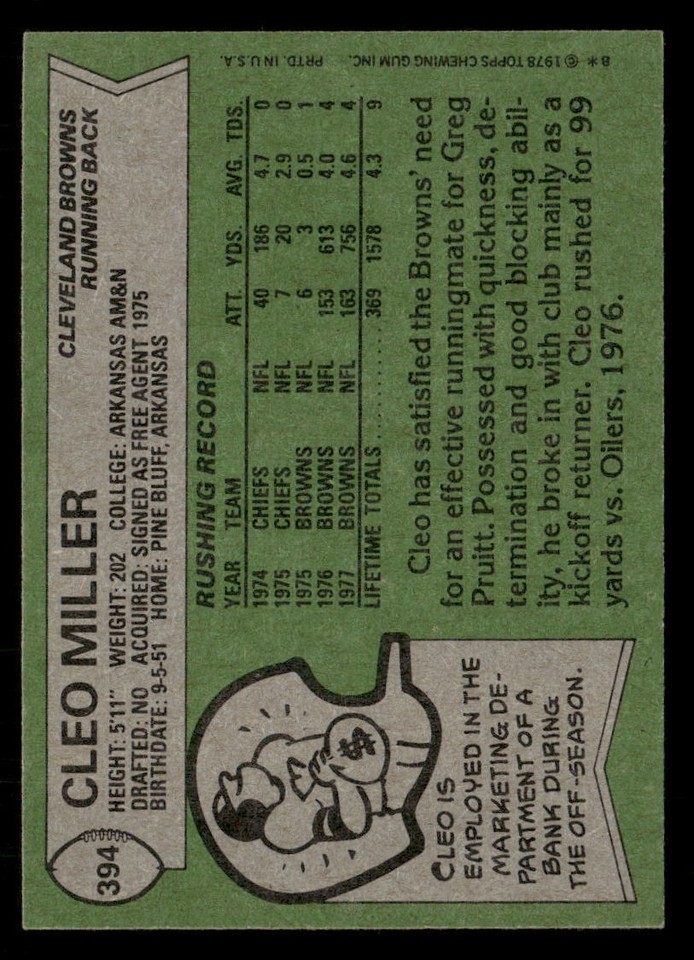 394
CLEO MILLER
CLEVELAND BROWNS
RUNNING BACK
HEIGHT: 5'11" WEIGHT: 202 COLLEGE: ARKANSAS AM&N
DRAFTED: NO ACQUIRED: SIGNED AS FREE AGENT 1975
BIRTHDATE: 9-5-51 HOME: PINE BLUFF, ARKANSAS
RUSHING RECORD
YEAR TEAM ATT. YDS. AVG. TDS.
1974 CHIEFS NFL 40 186 4.7 0
1975 CHIEFS NFL 7 20 2.9 0
1975 BROWNS NFL 6 3 0.5 1
1976 BROWNS NFL 153 613 4.0 4
1977 BROWNS NFL 163 756 4.6 4
LIFETIME TOTALS .......... 369 1578 4.3 9
Cleo has satisfied the Browns' need
for an effective runningmate for Greg
Pruitt. Possessed with quickness, de-
termination and good blocking abil-
ity, he broke in with club mainly as a
kickoff returner. Cleo rushed for 99
yards vs. Oilers, 1976.
$
CLEO IS
EMPLOYED IN THE
MARKETING DE-
PARTMENT OF A
BANK DURING
THE OFF-SEASON.
8* © 1978 TOPPS CHEWING GUM INC. PRTD. IN U.S.A.